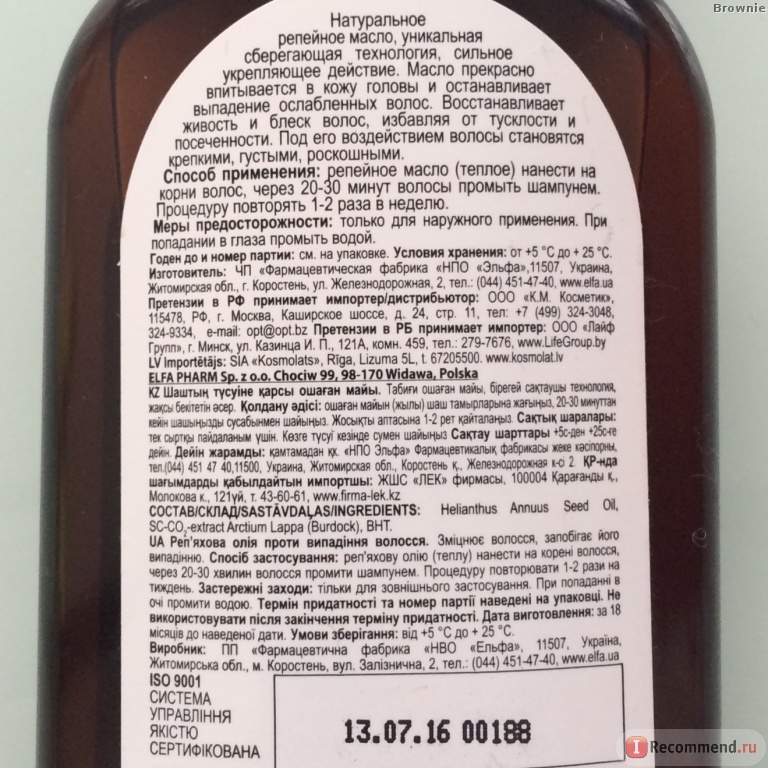 Brownie
Натуральное
репейное масло, уникальная
сберегающая технология, сильное
укрепляющее действие. Масло прекрасно
впитывается в кожу головы и останавливает
выпадение ослабленных волос. Восстанавливает
живость и блеск волос, избавляя от тусклости и
посеченности. Под его воздействием волосы становятся
крепкими, густыми, роскошными.
Способ применения: репейное масло (теплое) нанести на
корни волос, через 20-30 минут волосы промыть шампунем.
Процедуру повторять 1-2 раза в неделю.
Меры предосторожности: только для наружного применения. При
попадании в глаза промыть водой.
Годен до и номер партии: см. на упаковке. Условия хранения: от +5 °С до + 25 °С.
Изготовитель: ЧП «Фармацевтическая фабрика «НПО «Эльфа»,11507, Украина,
Житомирская обл., г. Коростень, ул. Железнодорожная, 2, тел.: (044) 451-47-40, www.elfa.ua
Претензии в РФ принимает импортер/дистрибьютор: ООО «К.М. Косметик»,
115478, РФ, г. Москва, Каширское шоссе, д. 24, стр. 11, тел: +7 (499) 324-3048,
324-9334, e-mail: opt@opt.bz Претензии в РБ принимает импортер: ООО «Лайф
Групп», г. Минск, ул. Казинца И. П., 121А, комн. 459, тел.: 279-7676, www.LifeGroup.by
LV Importētājs: SIA «Kosmolats», Rīga, Lizuma 5L, t. 67205500. www.kosmolat.lv
ELFA PHARM Sp. z o.o. Chociw 99, 98-170 Widawa, Polska
KZ Шаштың түсуіне қарсы ошаған майы. Табиғи ошаған майы, бірегей сақтаушы технология,
жақсы бекітетін әсер. Қолдану әдісі: ошаған майын (жылы) шаш тамырларына жағыңыз, 20-30 минуттан
кейін шашыңызды сусабынмен шайыңыз. Жосықты аптасына 1-2 рет қайталаңыз. Сақтық шаралары:
тек сыртқы пайдаланым үшін. Көзге түсуі кезінде сумен шайыңыз Сақтау шарттары +5с-ден +25с-ге
дейн. Дейін жарамды: қамтамадан қк. «НПО Эльфа» Фармацевтикалық фабрикасы жеке кәсіпорны,
тел.(044) 451 47 40,11500, Украина, Житомирской обл., Коростень қ., Железнодорожная к-сі 2. ҚР-нда
шағымдарды қабылдайтын импортшы: ЖШС «ЛЕК» фирмасы, 100004 Қарағанды қ.,
Молокова к., 121үй, т. 43-60-61, www.firma-lek.kz
СОСТАВ/СКЛАД/SASTĀVDAĻAS/INGREDIENTS: Helianthus Annuus Seed Oil,
SC-CO₂-extract Arctium Lappa (Burdock), BHT.
UA Реп'яхова олія проти випадіння волосся. Зміцнює волосся, запобігає його
випадінню. Спосіб застосування: реп'яхову олію (теплу) нанести на корені волосся,
через 20-30 хвилин волосся промити шампунем. Процедуру повторювати 1-2 рази на
тиждень. Застережні заходи: тільки для зовнішнього застосування. При попаданні в
очі промити водою. Термін придатності та номер партії наведені на упаковці. Не
використовувати після закінчення терміну придатності. Дата виготовлення: за 18
місяців до наведеної дати. Умови зберігання: від +5 °С до + 25 °С.
Виробник: ПП «Фармацевтична фабрика «НВО «Ельфа», 11507, Україна,
Житомирська обл., м. Коростень, вул. Залізнична, 2, тел.: (044) 451-47-40, www.elfa.ua
ISO 9001
СИСТЕМА
УПРАВЛІННЯ
ЯКІСТЮ
СЕРТИФІКОВАНА
13.07.16 00188
IRecommend.ru